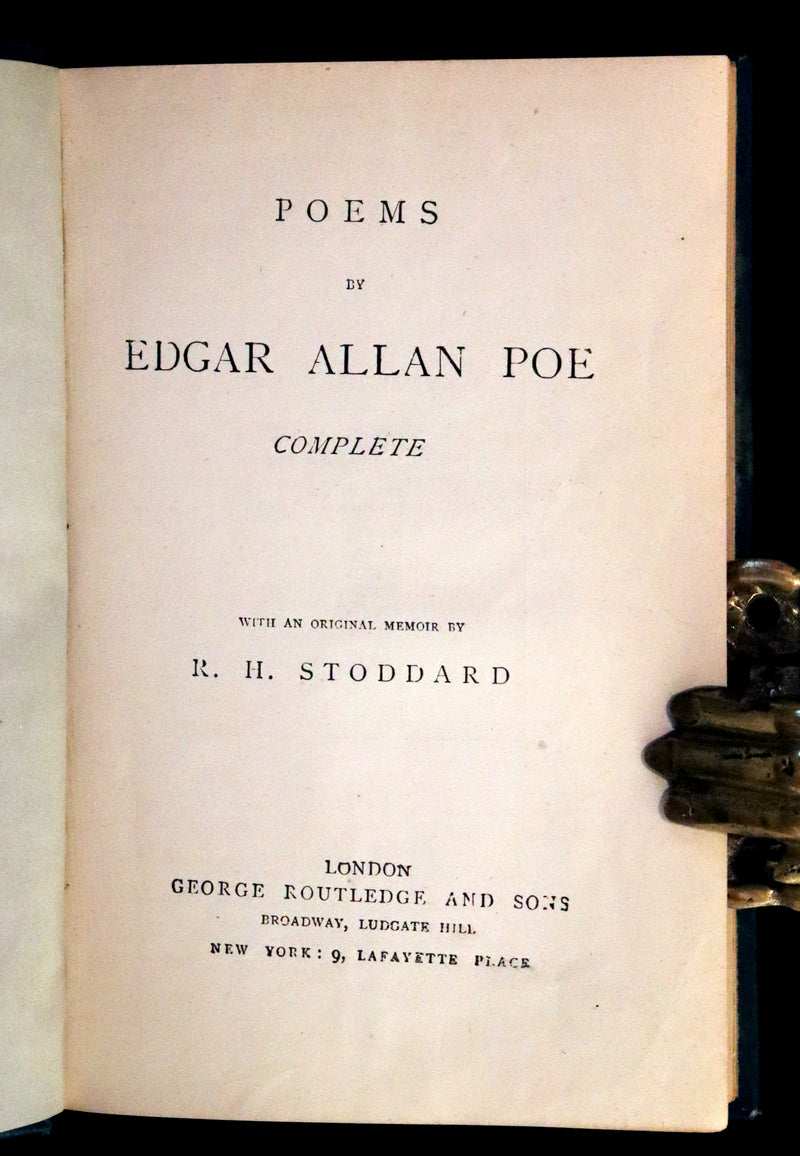 POEMS
BY
EDGAR ALLAN POE
COMPLETE
WITH AN ORIGINAL MEMOIR BY
R. H. STODDARD
LONDON
GEORGE ROUTLEDGE AND SONS
BROADWAY, LUDGATE HILL
NEW YORK: 9, LAFAYETTE PLACE